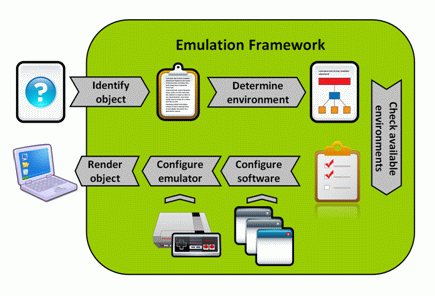 Emulation Framework
Identify
object
Determine
environment
Check available
environments
Render
object
Configure
emulator
Configure
software